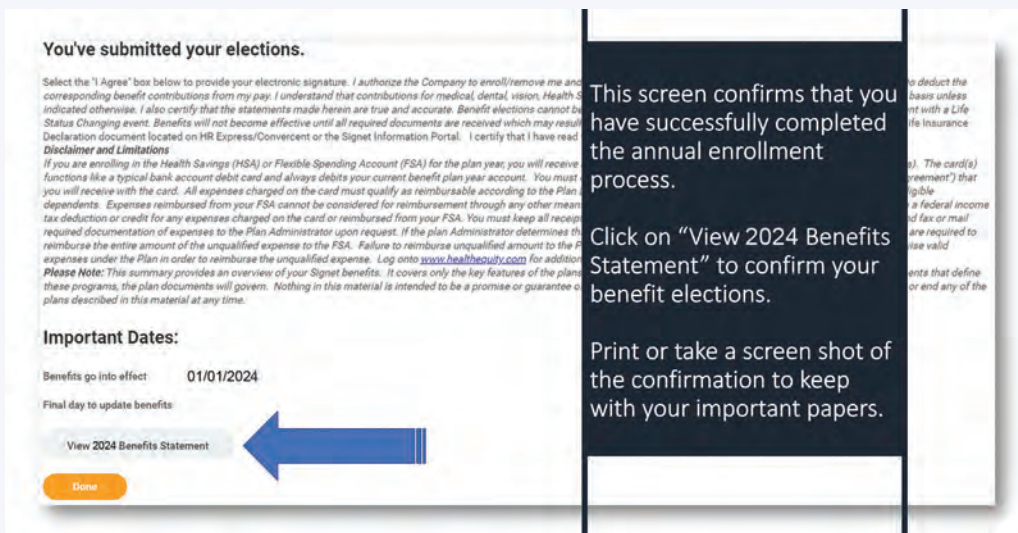 You've submitted your elections.
Select the "I Agree" box below to provide your electronic signature. I authorize the Company to enroll/remove me and
to deduct the
corresponding benefit contributions from my pay. I understand that contributions for medical, dental, vision, Health S
basis unless
indicated otherwise. I also certify that the statements made herein are true and accurate. Benefit elections cannot be
nt with a Life
Status Changing event. Benefits will not become effective until all required documents are received which may resul
ife Insurance
Declaration document located on HR Express/Convercent or the Signet Information Portal. I certify that I have read
Disclaimer and Limitations
If you are enrolling in the Health Savings (HSA) or Flexible Spending Account (FSA) for the plan year, you will receive
s). The card(s)
functions like a typical bank account debit card and always debits your current benefit plan year account. You must
reement") that
you will receive with the card. All expenses charged on the card must qualify as reimbursable according to the Plan
ligible
dependents. Expenses reimbursed from your FSA cannot be considered for reimbursement through any other mean
a federal income
tax deduction or credit for any expenses charged on the card or reimbursed from your FSA. You must keep all receip
nd fax or mail
required documentation of expenses to the Plan Administrator upon request. If the plan Administrator determines th
are required to
reimburse the entire amount of the unqualified expense to the FSA. Failure to reimburse unqualified amount to the P
ise valid
expenses under the Plan in order to reimburse the unqualified expense. Log onto www.healthequity.com for addition
Please Note: This summary provides an overview of your Signet benefits. It covers only the key features of the plans
ents that define
these programs, the plan documents will govern. Nothing in this material is intended to be a promise or guarantee o
or end any of the
plans described in this material at any time.
Important Dates:
Benefits go into effect 01/01/2024
Final day to update benefits
View 2024 Benefits Statement
Done
This screen confirms that you
have successfully completed
the annual enrollment
process.
Click on "View 2024 Benefits
Statement" to confirm your
benefit elections.
Print or take a screen shot of
the confirmation to keep
with your important papers.